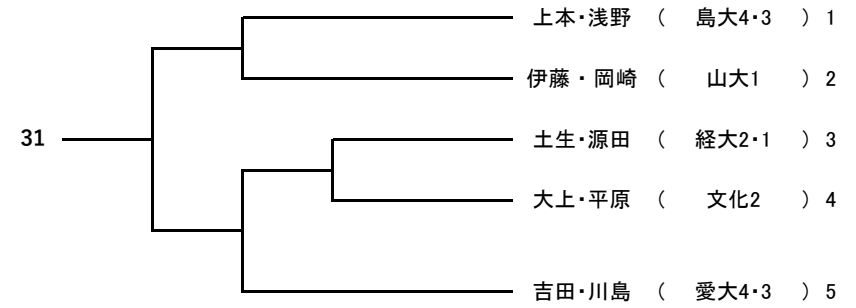 上本・浅野 ( 島大4・3 ) 1
伊藤・岡崎 ( 山大1 ) 2
31
土生・源田 ( 経大2・1 ) 3
大上・平原 ( 文化2 ) 4
吉田・川島 ( 愛大4・3 ) 5